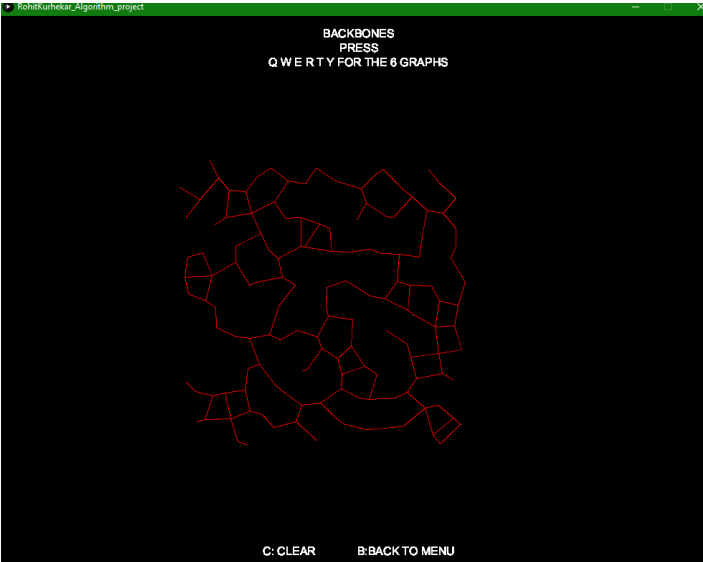 RohitKurhekar_Algorithm_project
BACKBONES
PRESS
Q W E R T Y FOR THE 6 GRAPHS
C: CLEAR
B:BACK TO MENU